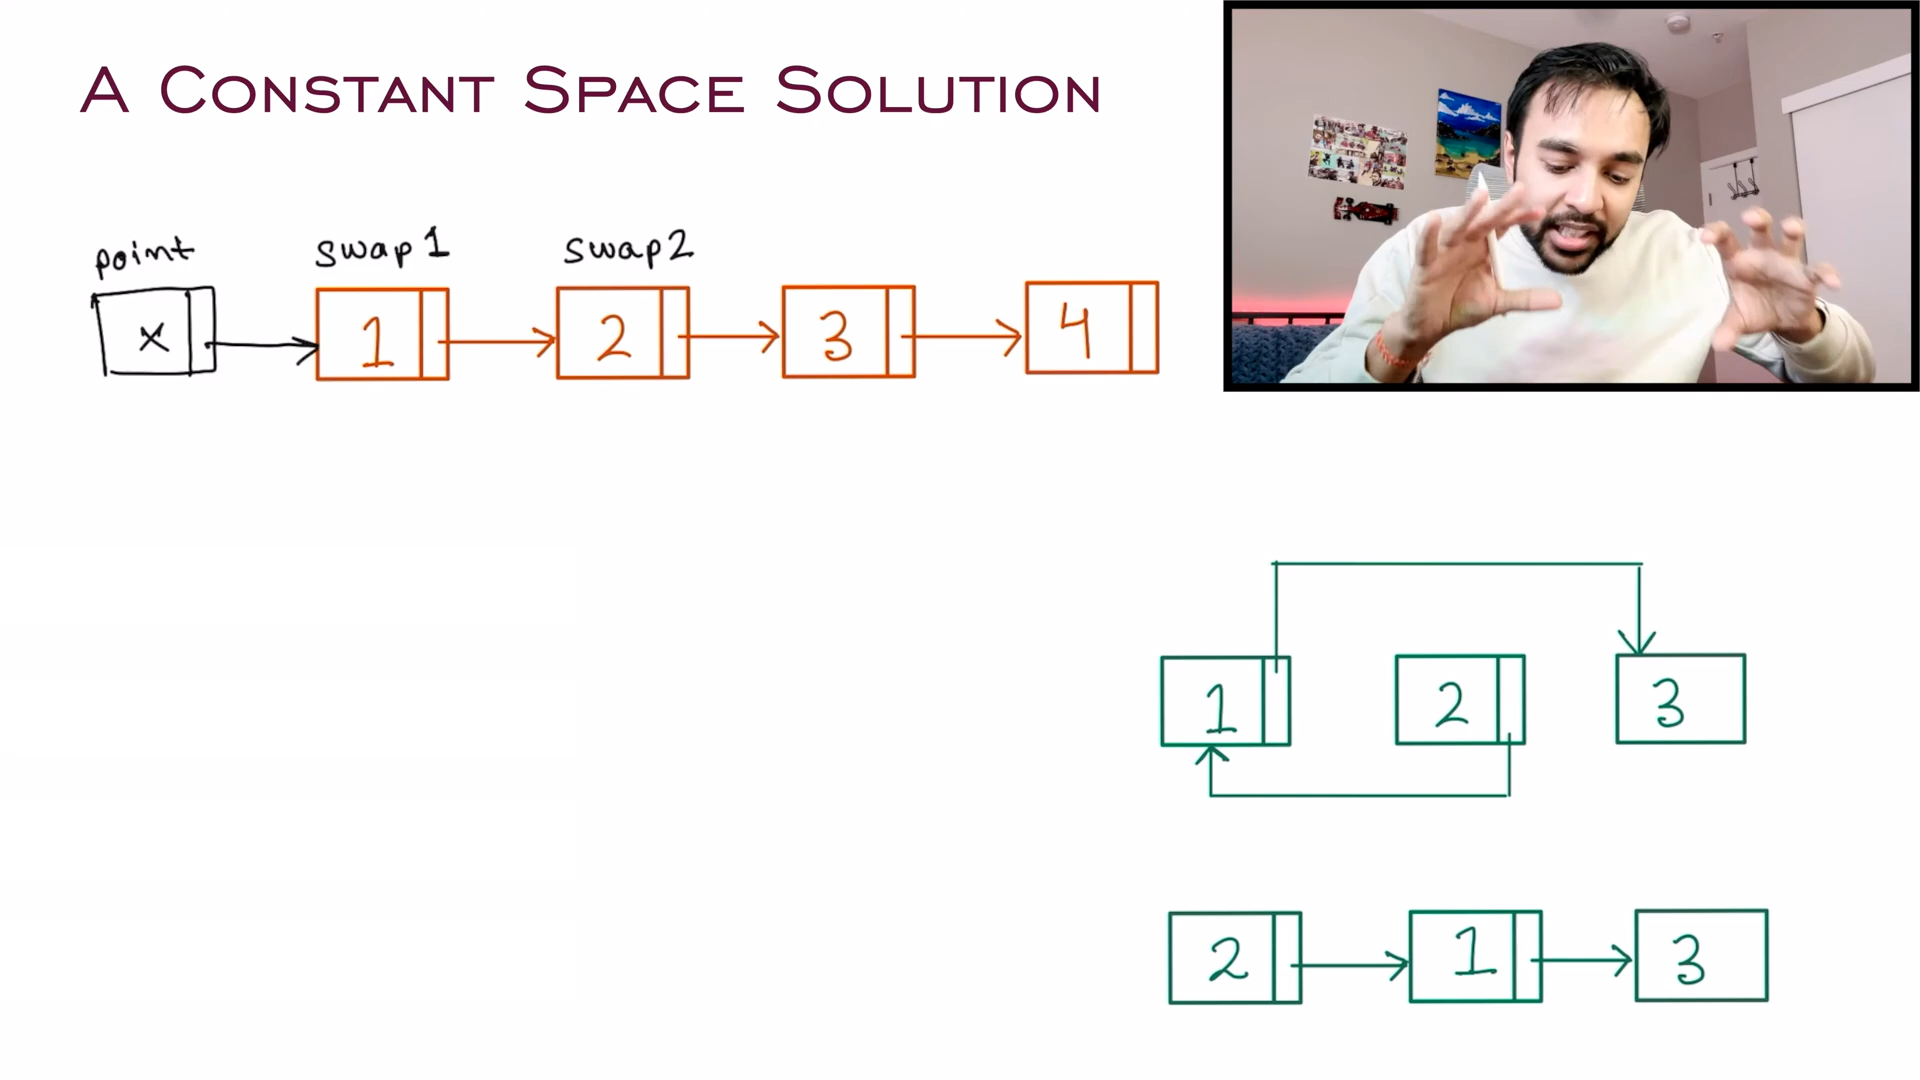 A CONSTANT SPACE SOLUTION
point swap1 swap2
x 1 2 3 4
1 2 3
2 1 3